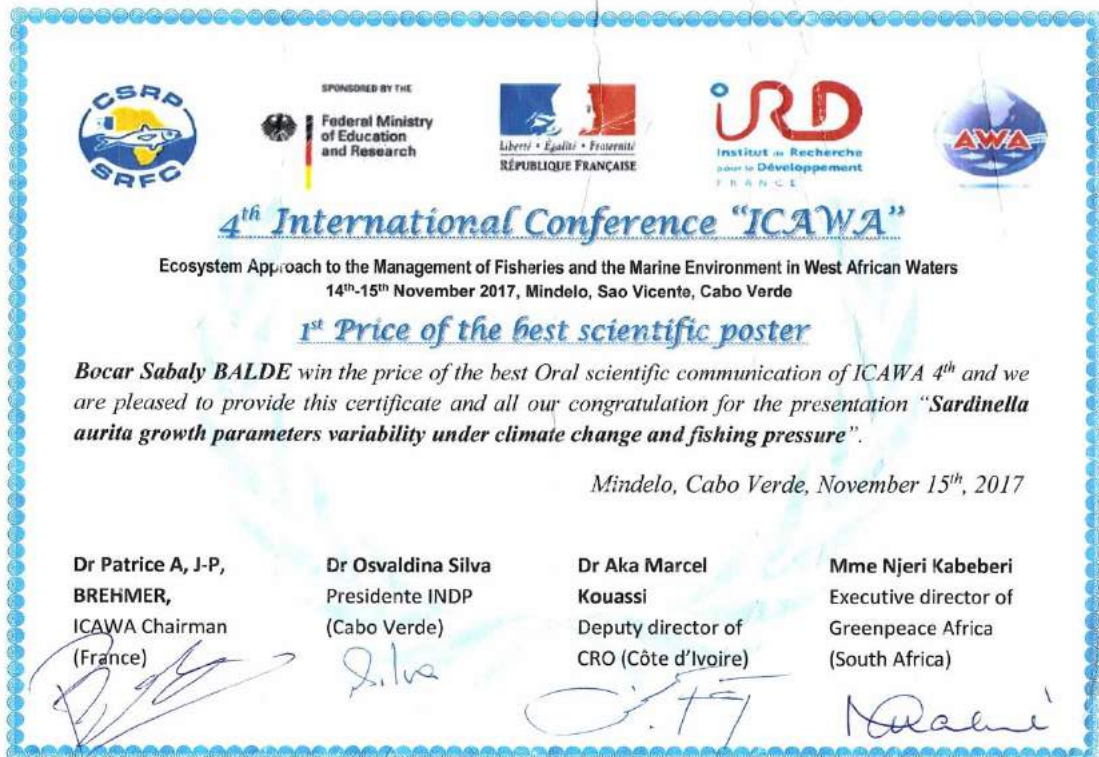 CSRP
SRFC
SPONSORED BY THE
Federal Ministry
of Education
and Research
Liberté • Égalité • Fraternité
RÉPUBLIQUE FRANÇAISE
IRD
Institut de Recherche
pour le Développement
FRANCE
AWA
4th International Conference “ICAWA”
Ecosystem Approach to the Management of Fisheries and the Marine Environment in West African Waters
14th-15th November 2017, Mindelo, Sao Vicente, Cabo Verde
1st Price of the best scientific poster
Bocar Sabaly BALDE win the price of the best Oral scientific communication of ICAWA 4th and we
are pleased to provide this certificate and all our congratulation for the presentation “Sardinella
aurita growth parameters variability under climate change and fishing pressure”.
Mindelo, Cabo Verde, November 15th, 2017
Dr Patrice A, J-P,
BREHMER,
ICAWA Chairman
(France)
Dr Osvaldina Silva
Presidente INDP
(Cabo Verde)
Silva
Dr Aka Marcel
Kouassi
Deputy director of
CRO (Côte d’Ivoire)
Mme Njeri Kabeberi
Executive director of
Greenpeace Africa
(South Africa)